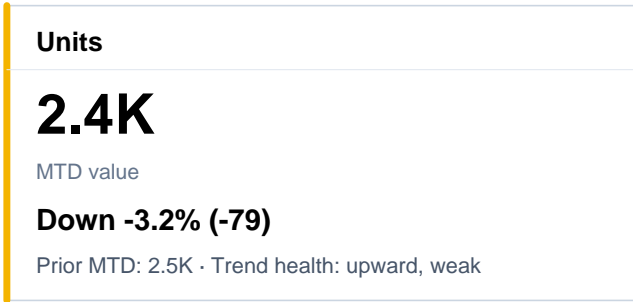 Units
2.4K
MTD value
Down -3.2% (-79)
Prior MTD: 2.5K · Trend health: upward, weak